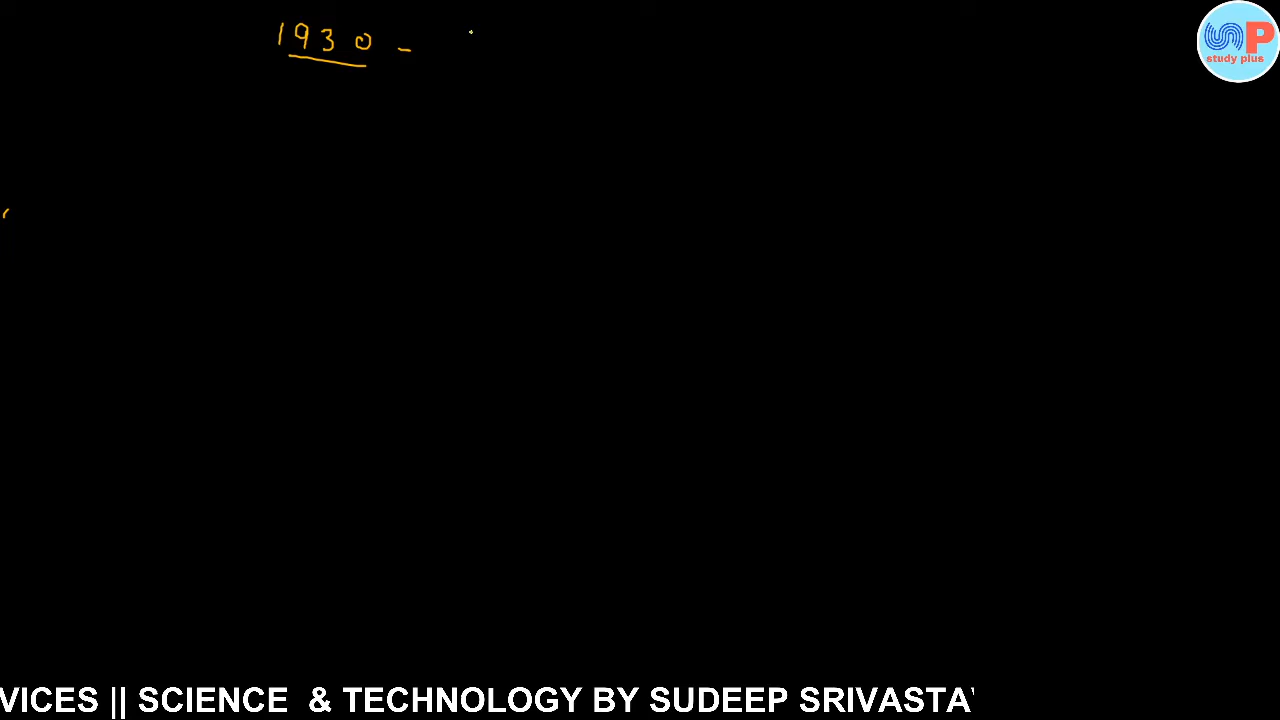 1930 -
study plus
VICES || SCIENCE & TECHNOLOGY BY SUDEEP SRIVASTA